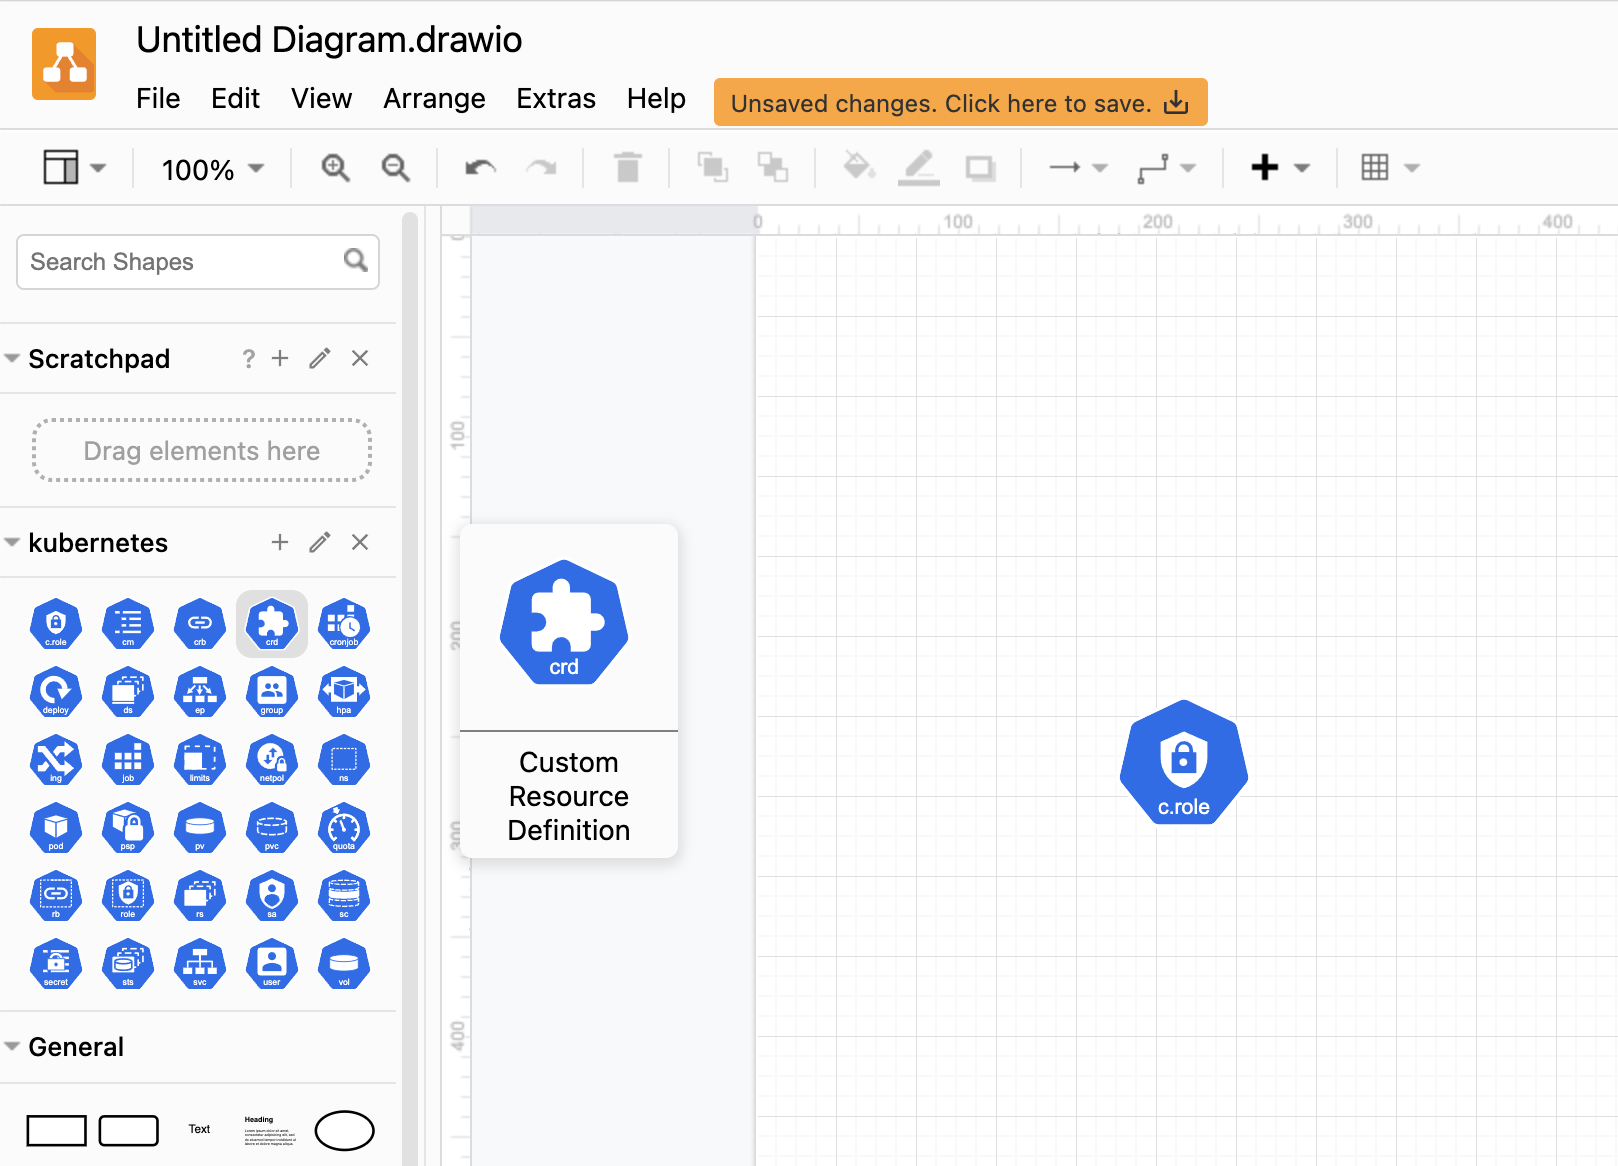 Untitled Diagram.drawio
File Edit View Arrange Extras Help Unsaved changes. Click here to save.
100%
0 100 200 300 400
Search Shapes
Scratchpad ?
Drag elements here
kubernetes
c.role cm crb crd cronjob
deploy ds ep group hpa
ing job limits netpol ns
pod psp pv pvc quota
rb role rs sa sc
secret sts svc user vol
General
Text Heading
0
100
200
300
400
crd
Custom
Resource
Definition
c.role